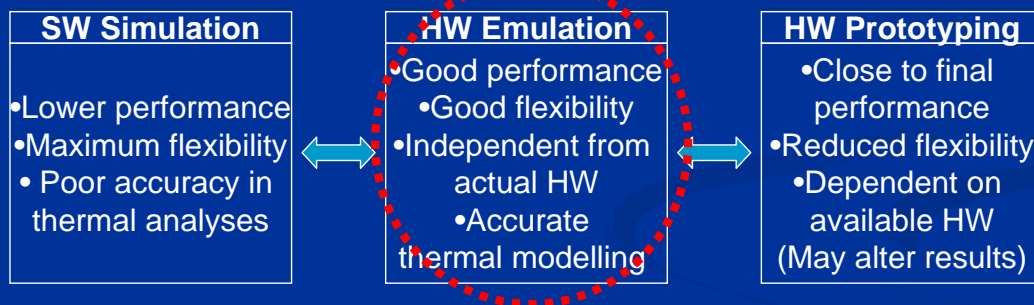 SW Simulation
•Lower performance
•Maximum flexibility
• Poor accuracy in
thermal analyses
HW Emulation
•Good performance
•Good flexibility
•Independent from
actual HW
•Accurate
thermal modelling
HW Prototyping
•Close to final
performance
•Reduced flexibility
•Dependent on
available HW
(May alter results)